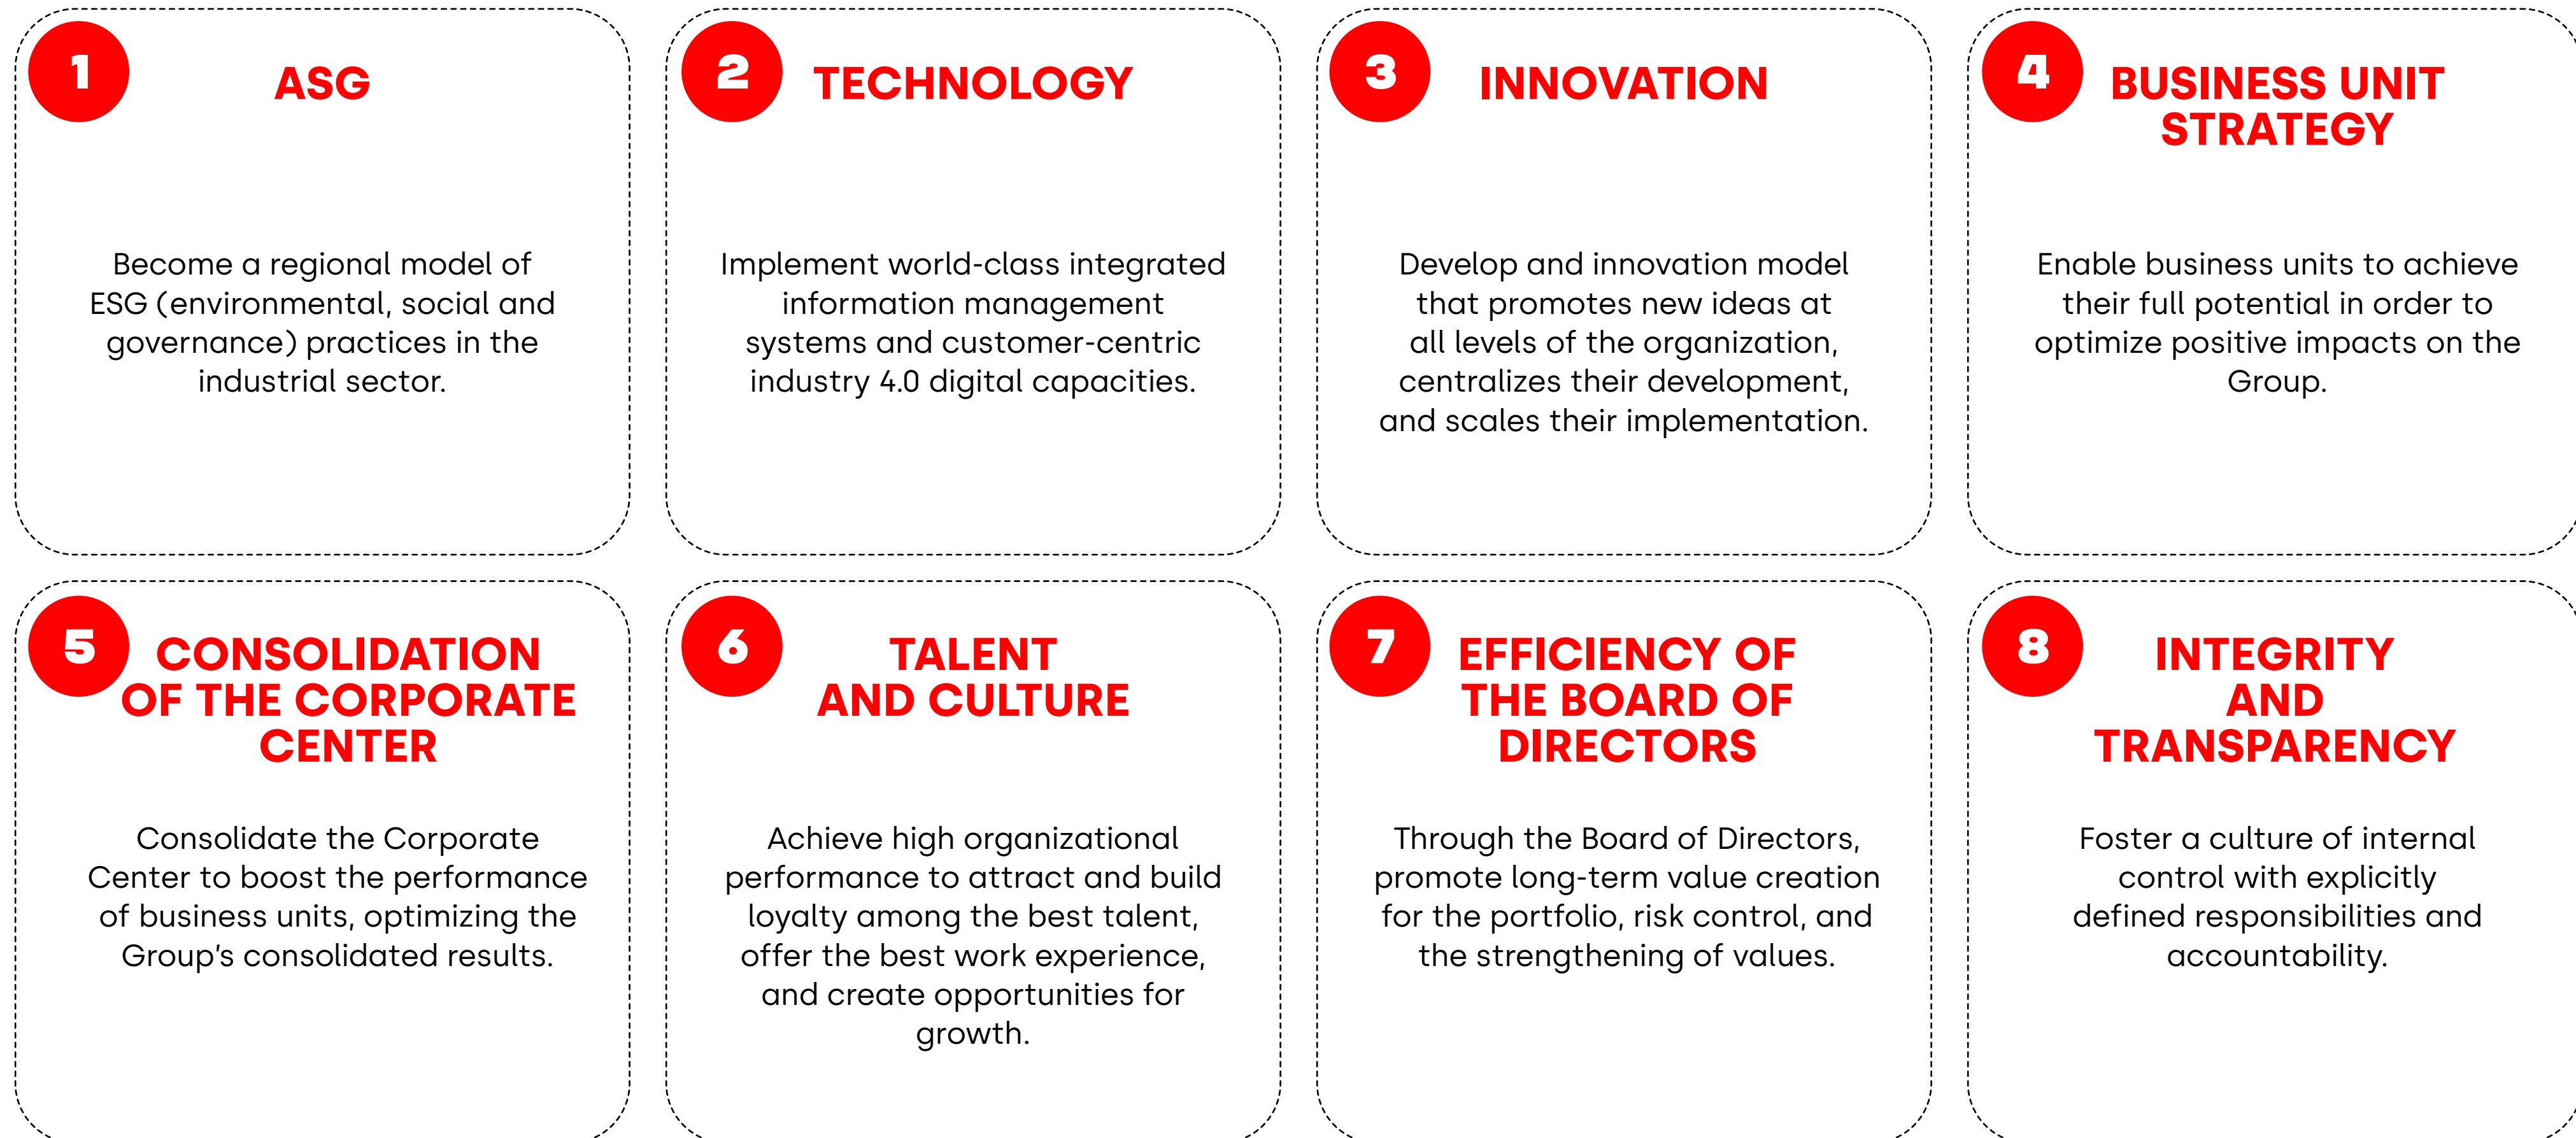 1
ASG
Become a regional model of
ESG (environmental, social and
governance) practices in the
industrial sector.
2
TECHNOLOGY
Implement world-class integrated
information management
systems and customer-centric
industry 4.0 digital capacities.
3
INNOVATION
Develop and innovation model
that promotes new ideas at
all levels of the organization,
centralizes their development,
and scales their implementation.
4
BUSINESS UNIT
STRATEGY
Enable business units to achieve
their full potential in order to
optimize positive impacts on the
Group.
5
CONSOLIDATION
OF THE CORPORATE
CENTER
Consolidate the Corporate
Center to boost the performance
of business units, optimizing the
Group’s consolidated results.
6
TALENT
AND CULTURE
Achieve high organizational
performance to attract and build
loyalty among the best talent,
offer the best work experience,
and create opportunities for
growth.
7
EFFICIENCY OF
THE BOARD OF
DIRECTORS
Through the Board of Directors,
promote long-term value creation
for the portfolio, risk control, and
the strengthening of values.
8
INTEGRITY
AND
TRANSPARENCY
Foster a culture of internal
control with explicitly
defined responsibilities and
accountability.